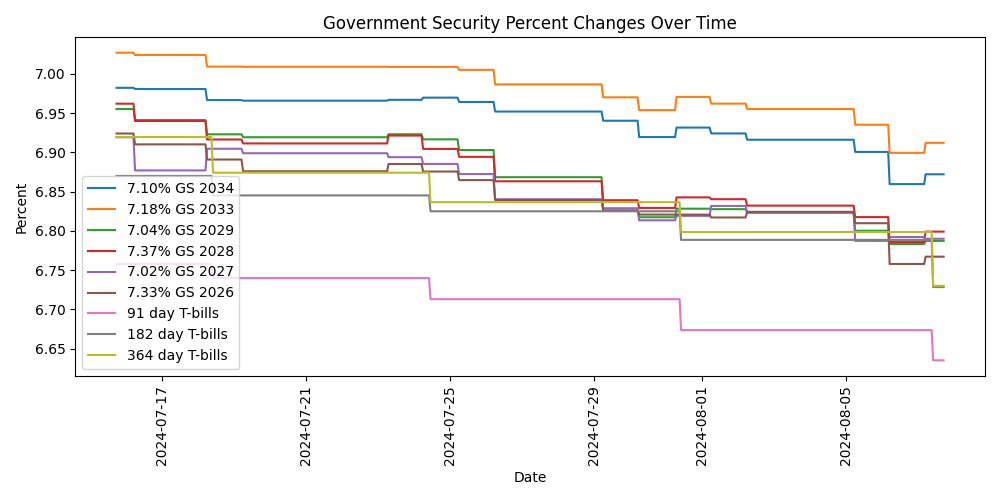 Government Security Percent Changes Over Time
Percent
7.00
6.95
6.90
6.85
6.80
6.75
6.70
6.65
7.10% GS 2034
7.18% GS 2033
7.04% GS 2029
7.37% GS 2028
7.02% GS 2027
7.33% GS 2026
91 day T-bills
182 day T-bills
364 day T-bills
2024-07-17
2024-07-21
2024-07-25
2024-07-29
2024-08-01
2024-08-05
Date